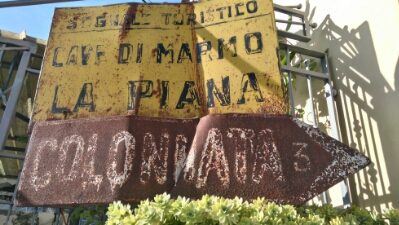 SEGNALE TURISTICO
CAVE DI MARMO
LA PIANA
COLONNATA 3